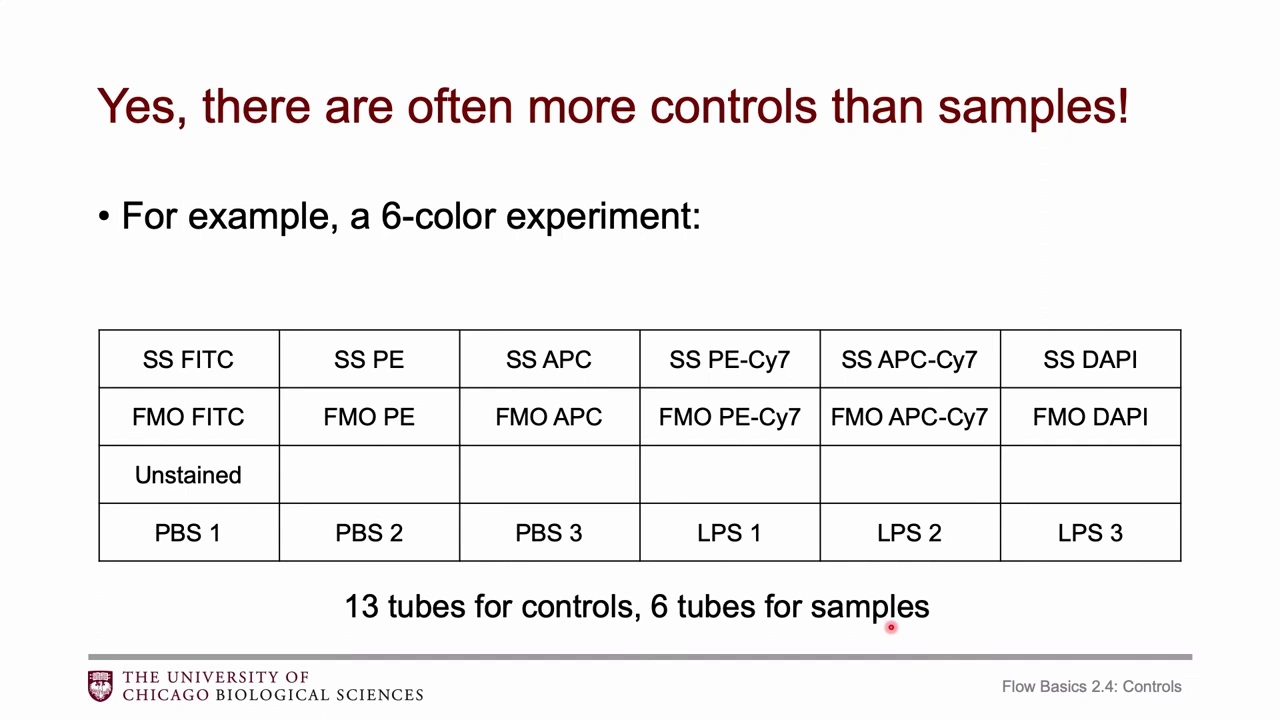 Yes, there are often more controls than samples!
• For example, a 6-color experiment:
SS FITC SS PE SS APC SS PE-Cy7 SS APC-Cy7 SS DAPI
FMO FITC FMO PE FMO APC FMO PE-Cy7 FMO APC-Cy7 FMO DAPI
Unstained
PBS 1 PBS 2 PBS 3 LPS 1 LPS 2 LPS 3
13 tubes for controls, 6 tubes for samples
THE UNIVERSITY OF
CHICAGO BIOLOGICAL SCIENCES
Flow Basics 2.4: Controls